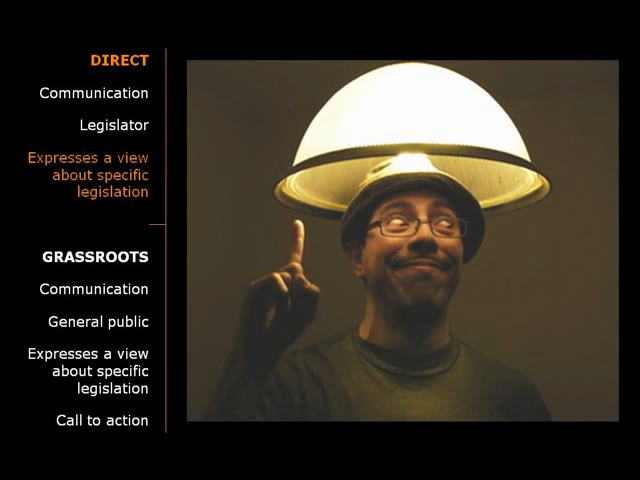 DIRECT
Communication
Legislator
Expresses a view
about specific
legislation
GRASSROOTS
Communication
General public
Expresses a view
about specific
legislation
Call to action